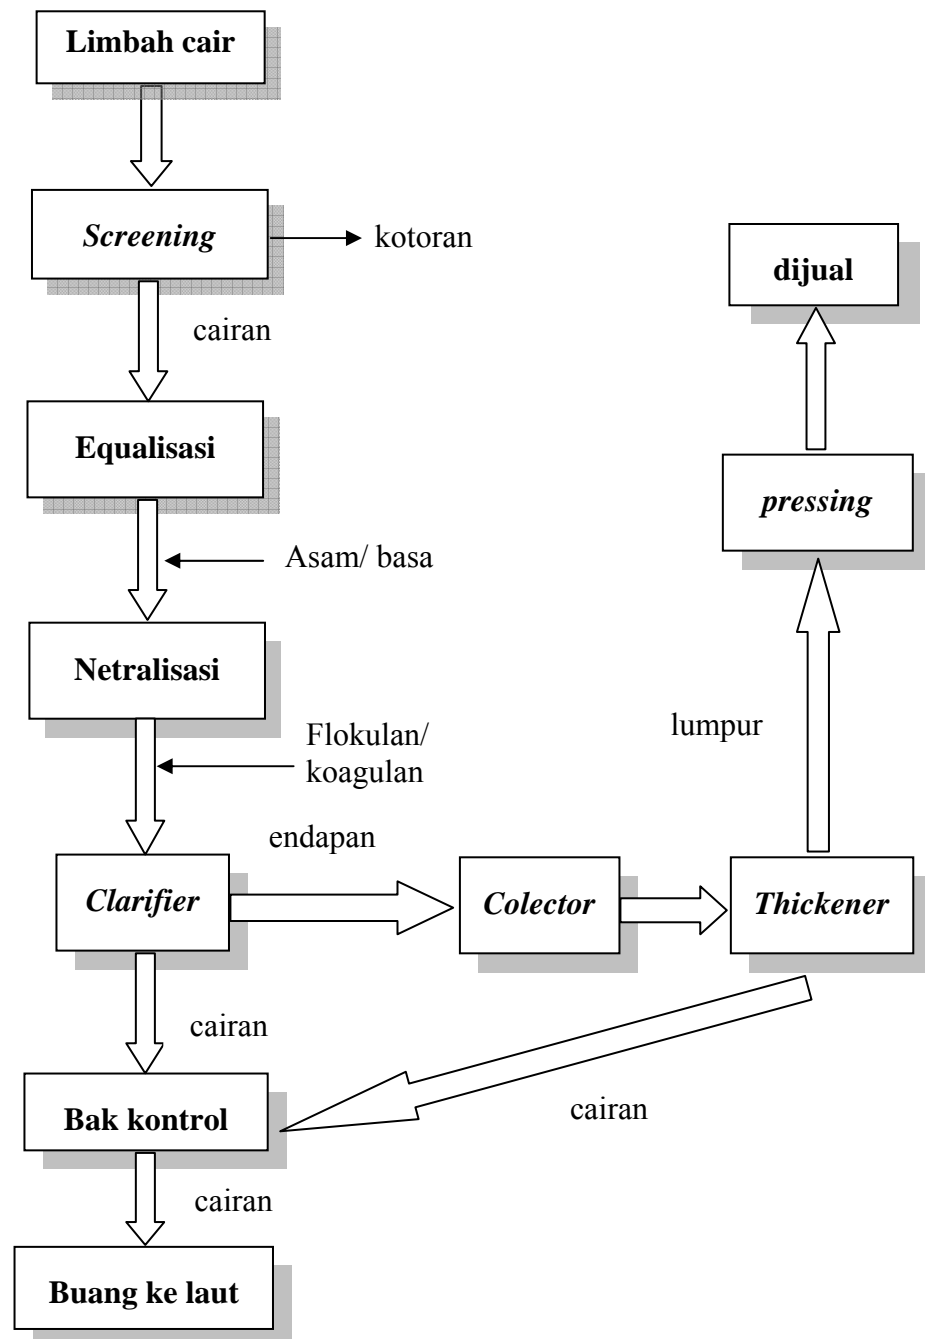 Limbah cair
Screening
kotoran
cairan
dijual
Equalisasi
pressing
Asam/ basa
Netralisasi
lumpur
Flokulan/
koagulan
endapan
Clarifier
Colector
Thickener
cairan
cairan
Bak kontrol
cairan
Buang ke laut